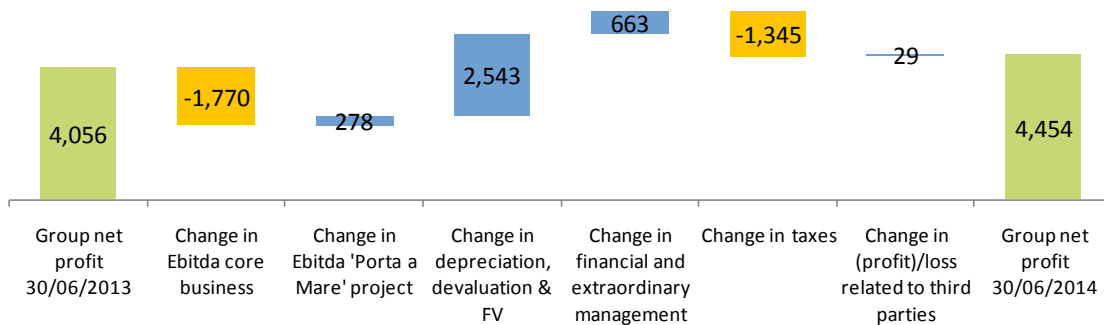 663
-1,345
2,543
29
-1,770
278
4,056
4,454
Group net
profit
30/06/2013
Change in
Ebitda core
business
Change in
Ebitda 'Porta a
Mare' project
Change in
depreciation,
devaluation &
FV
Change in
financial and
extraordinary
management
Change in taxes
Change in
(profit)/loss
related to third
parties
Group net
profit
30/06/2014